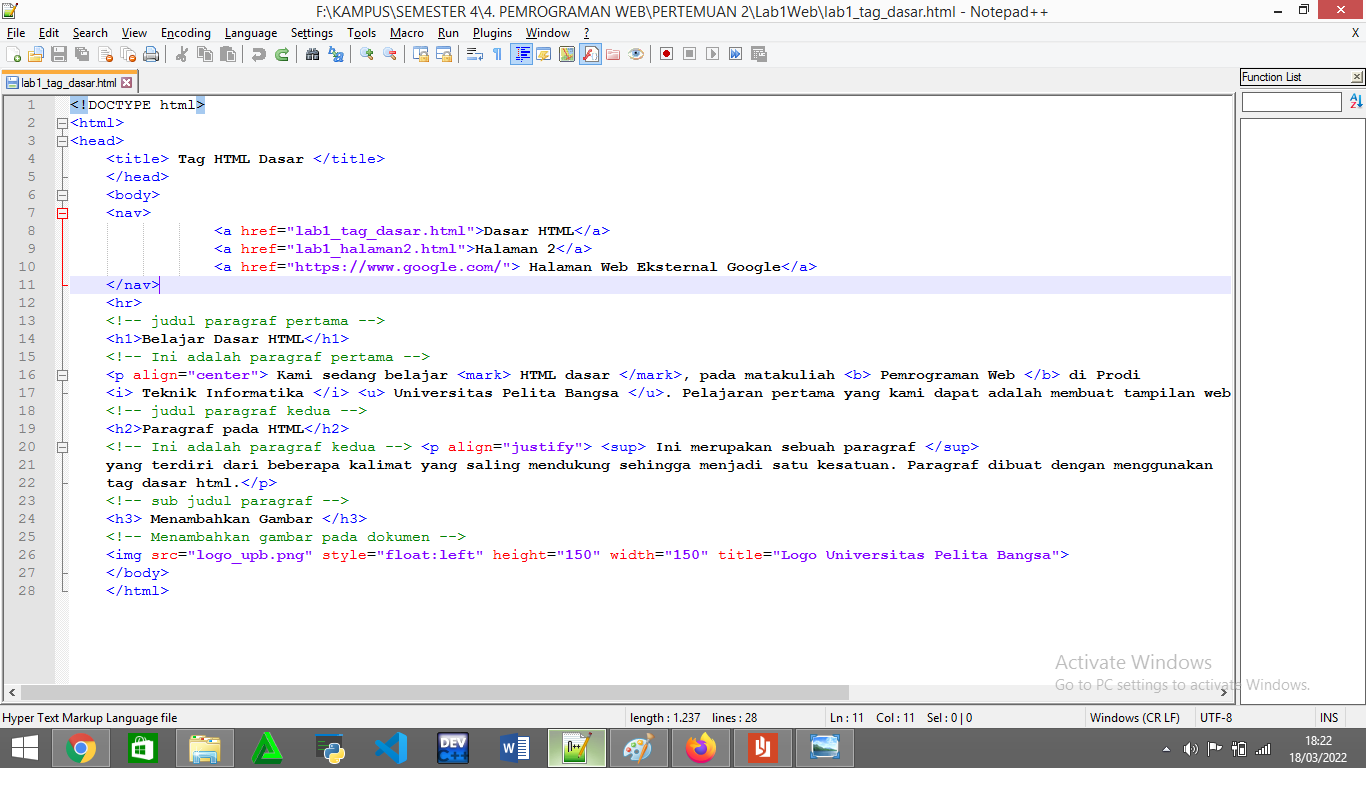 F:\KAMPUS\SEMESTER 4\4. PEMROGRAMAN WEB\PERTEMUAN 2\Lab1Web\lab1_tag_dasar.html - Notepad++
File Edit Search View Encoding Language Settings Tools Macro Run Plugins Window ? X
lab1_tag_dasar.html
Function List
1 <!DOCTYPE html>
2 <html>
3 <head>
4 <title> Tag HTML Dasar </title>
5 </head>
6 <body>
7 <nav>
8 <a href="lab1_tag_dasar.html">Dasar HTML</a>
9 <a href="lab1_halaman2.html">Halaman 2</a>
10 <a href="https://www.google.com/"> Halaman Web Eksternal Google</a>
11 </nav>
12 <hr>
13 <!-- judul paragraf pertama -->
14 <h1>Belajar Dasar HTML</h1>
15 <!-- Ini adalah paragraf pertama -->
16 <p align="center"> Kami sedang belajar <mark> HTML dasar </mark>, pada matakuliah <b> Pemrograman Web </b> di Prodi
17 <i> Teknik Informatika </i> <u> Universitas Pelita Bangsa </u>. Pelajaran pertama yang kami dapat adalah membuat tampilan web
18 <!-- judul paragraf kedua -->
19 <h2>Paragraf pada HTML</h2>
20 <!-- Ini adalah paragraf kedua --> <p align="justify"> <sup> Ini merupakan sebuah paragraf </sup>
21 yang terdiri dari beberapa kalimat yang saling mendukung sehingga menjadi satu kesatuan. Paragraf dibuat dengan menggunakan
22 tag dasar html.</p>
23 <!-- sub judul paragraf -->
24 <h3> Menambahkan Gambar </h3>
25 <!-- Menambahkan gambar pada dokumen -->
26 <img src="logo_upb.png" style="float:left" height="150" width="150" title="Logo Universitas Pelita Bangsa">
27 </body>
28 </html>
Activate Windows
Go to PC settings to activate Windows.
Hyper Text Markup Language file length : 1.237 lines : 28 Ln : 11 Col : 11 Sel : 0 | 0 Windows (CR LF) UTF-8 INS
DEV C++
18:22
18/03/2022